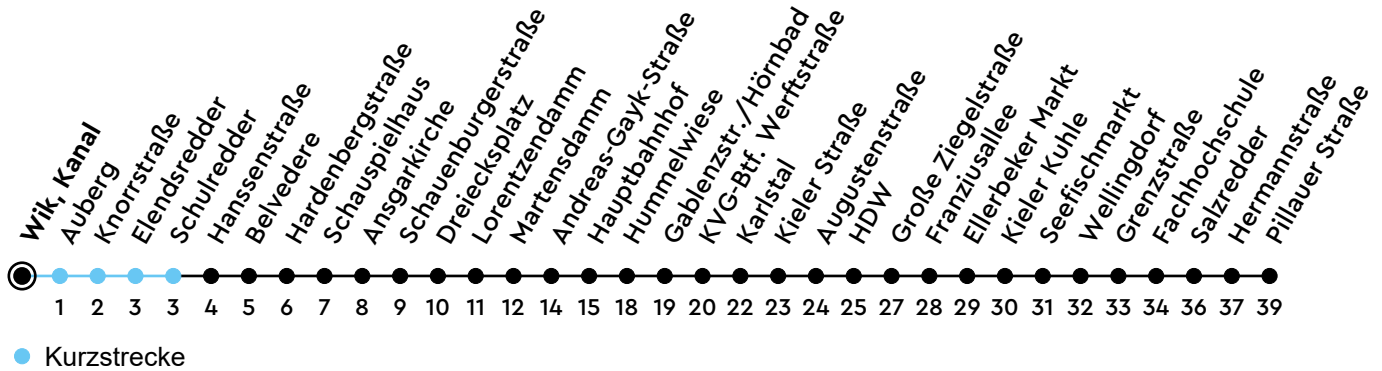 Wik, Kanal
Auberg
Knorrstraße
Elendsredder
Schulredder
Hanssenstraße
Belvedere
Hardenbergstraße
Schauspielhaus
Ansgarkirche
Schauenburgerstraße
Dreiecksplatz
Lorentzendamm
Martensdamm
Andreas-Gayk-Straße
Hauptbahnhof
Hummelwiese
Gablenzstr./Hörnbad
KVG-Btf. Werftstraße
Karlstal
Kieler Straße
Augustenstraße
HDW
Große Ziegelstraße
Franziusallee
Ellerbeker Markt
Kieler Kuhle
Seefischmarkt
Wellingdorf
Grenzstraße
Fachhochschule
Salzredder
Hermannstraße
Pillauer Straße
1 2 3 3 4 5 6 7 8 9 10 11 12 14 15 18 19 20 22 23 24 25 27 28 29 30 31 32 33 34 36 37 39
Kurzstrecke